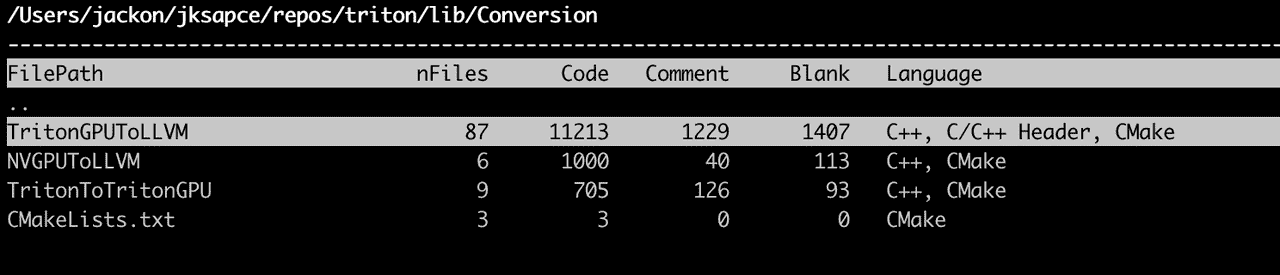 /Users/jackon/jksapce/repos/triton/lib/Conversion
--------------------------------------------------------------------------------------------------------------
FilePath nFiles Code Comment Blank Language
..
TritonGPUToLLVM 87 11213 1229 1407 C++, C/C++ Header, CMake
NVGPUToLLVM 6 1000 40 113 C++, CMake
TritonToTritonGPU 9 705 126 93 C++, CMake
CMakeLists.txt 3 3 0 0 CMake